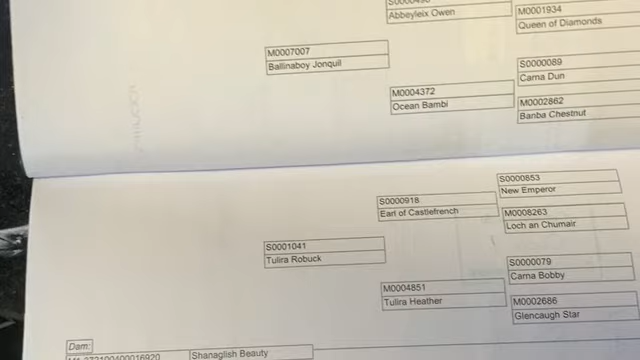 Abbeyleix Owen
M0001934
Queen of Diamonds
M0007007
Ballinaboy Jonquil
S0000089
Carna Dun
M0004372
Ocean Bambi
M0002862
Banba Chestnut
S0000853
New Emperor
S0000918
Earl of Castlefrench
M0008263
Loch an Chumair
S0001041
Tulira Robuck
S0000079
Carna Bobby
M0004851
Tulira Heather
M0002686
Glencaugh Star
Dam:
Shanaglish Beauty